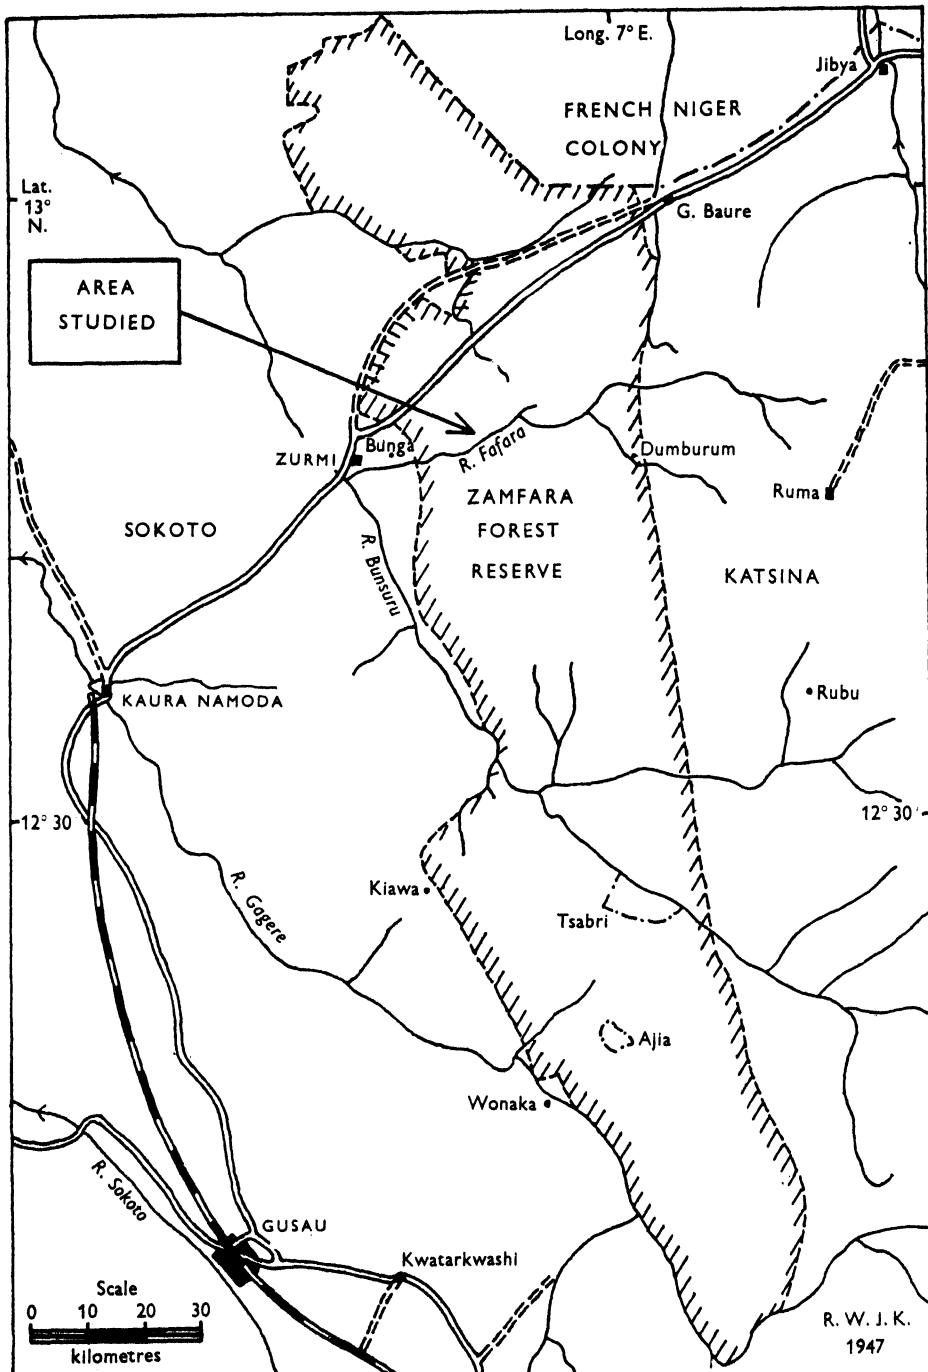 Long. 7° E.
Jibya
FRENCH NIGER
COLONY
Lat.
13°
N.
G. Baure
AREA
STUDIED
Bunga
ZURMI
R. Fafara
Dumburum
Ruma
ZAMFARA
FOREST
RESERVE
SOKOTO
R. Bunsuru
KATSINA
KAURA NAMODA
Rubu
12° 30
12° 30'
Kiawa
R. Gagere
Tsabri
Ajia
Wonaka
R. Sokoto
GUSAU
Kwatarkwashi
Scale
0 10 20 30
kilometres
R. W. J. K.
1947